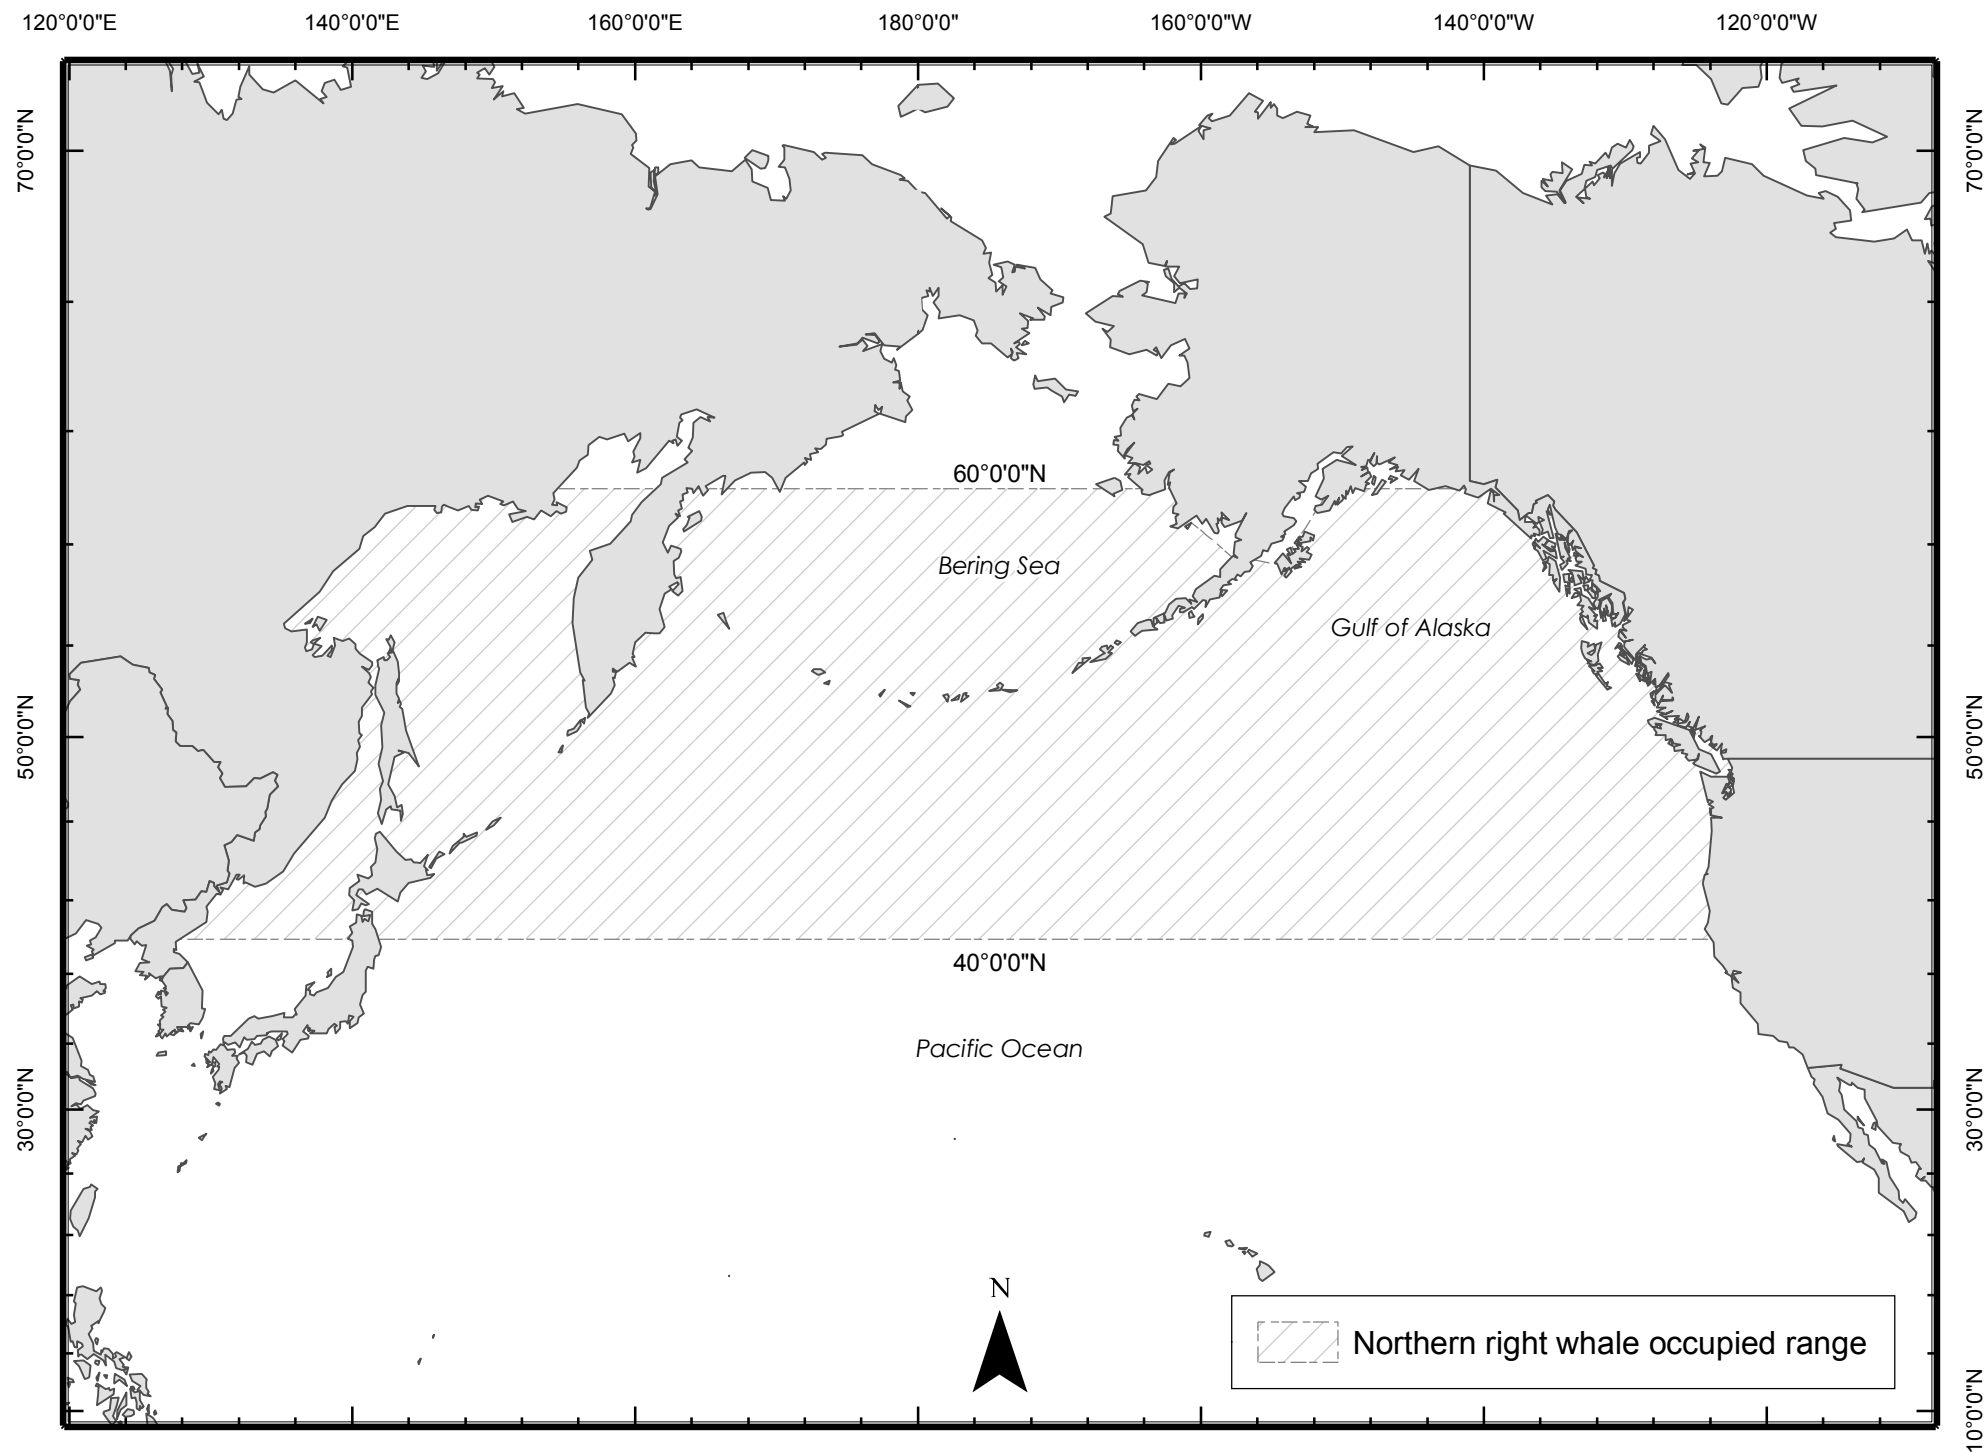 120°0'0"E 140°0'0"E 160°0'0"E 180°0'0" 160°0'0"W 140°0'0"W 120°0'0"W
70°0'0"N 70°0'0"N
60°0'0"N
Bering Sea
Gulf of Alaska
50°0'0"N 50°0'0"N
40°0'0"N
Pacific Ocean
30°0'0"N 30°0'0"N
N
Northern right whale occupied range
10°0'0"N